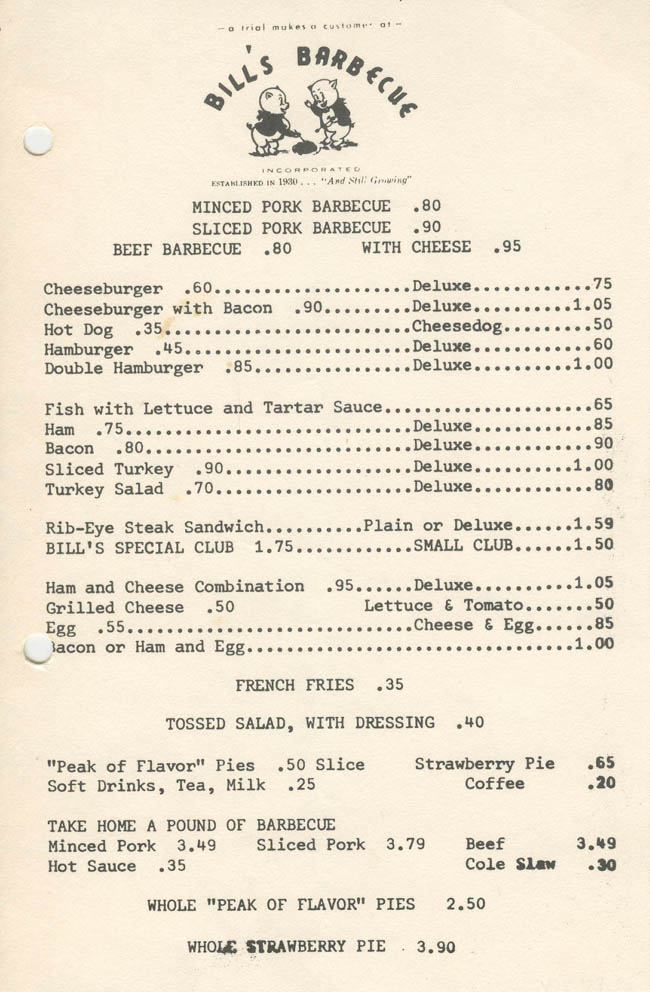 — a trial makes a customer at —
BILL'S BARBECUE
INCORPORATED
ESTABLISHED IN 1930 . . . "And Still Growing"
MINCED PORK BARBECUE .80
SLICED PORK BARBECUE .90
BEEF BARBECUE .80 WITH CHEESE .95
Cheeseburger .60....................Deluxe............75
Cheeseburger with Bacon .90.........Deluxe..........1.05
Hot Dog .35.........................Cheesedog.........50
Hamburger .45.......................Deluxe............60
Double Hamburger .85................Deluxe..........1.00
Fish with Lettuce and Tartar Sauce.....................65
Ham .75................................Deluxe............85
Bacon .80...........................Deluxe............90
Sliced Turkey .90...................Deluxe..........1.00
Turkey Salad .70....................Deluxe............80
Rib-Eye Steak Sandwich..........Plain or Deluxe......1.59
BILL'S SPECIAL CLUB 1.75............SMALL CLUB......1.50
Ham and Cheese Combination .95......Deluxe..........1.05
Grilled Cheese .50 Lettuce & Tomato.......50
Egg .55.............................Cheese & Egg......85
Bacon or Ham and Egg.................................1.00
FRENCH FRIES .35
TOSSED SALAD, WITH DRESSING .40
"Peak of Flavor" Pies .50 Slice Strawberry Pie .65
Soft Drinks, Tea, Milk .25 Coffee .20
TAKE HOME A POUND OF BARBECUE
Minced Pork 3.49 Sliced Pork 3.79 Beef 3.49
Hot Sauce .35 Cole Slaw .30
WHOLE "PEAK OF FLAVOR" PIES 2.50
WHOLE STRAWBERRY PIE 3.90